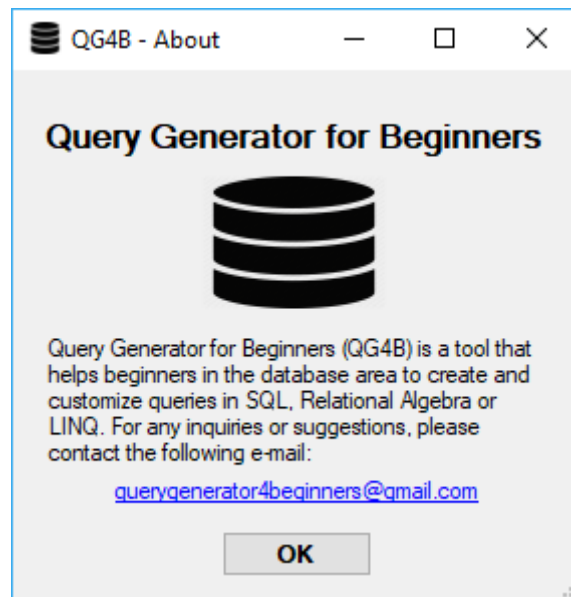 QG4B - About
Query Generator for Beginners
Query Generator for Beginners (QG4B) is a tool that
helps beginners in the database area to create and
customize queries in SQL, Relational Algebra or
LINQ. For any inquiries or suggestions, please
contact the following e-mail:
querygenerator4beginners@gmail.com
OK